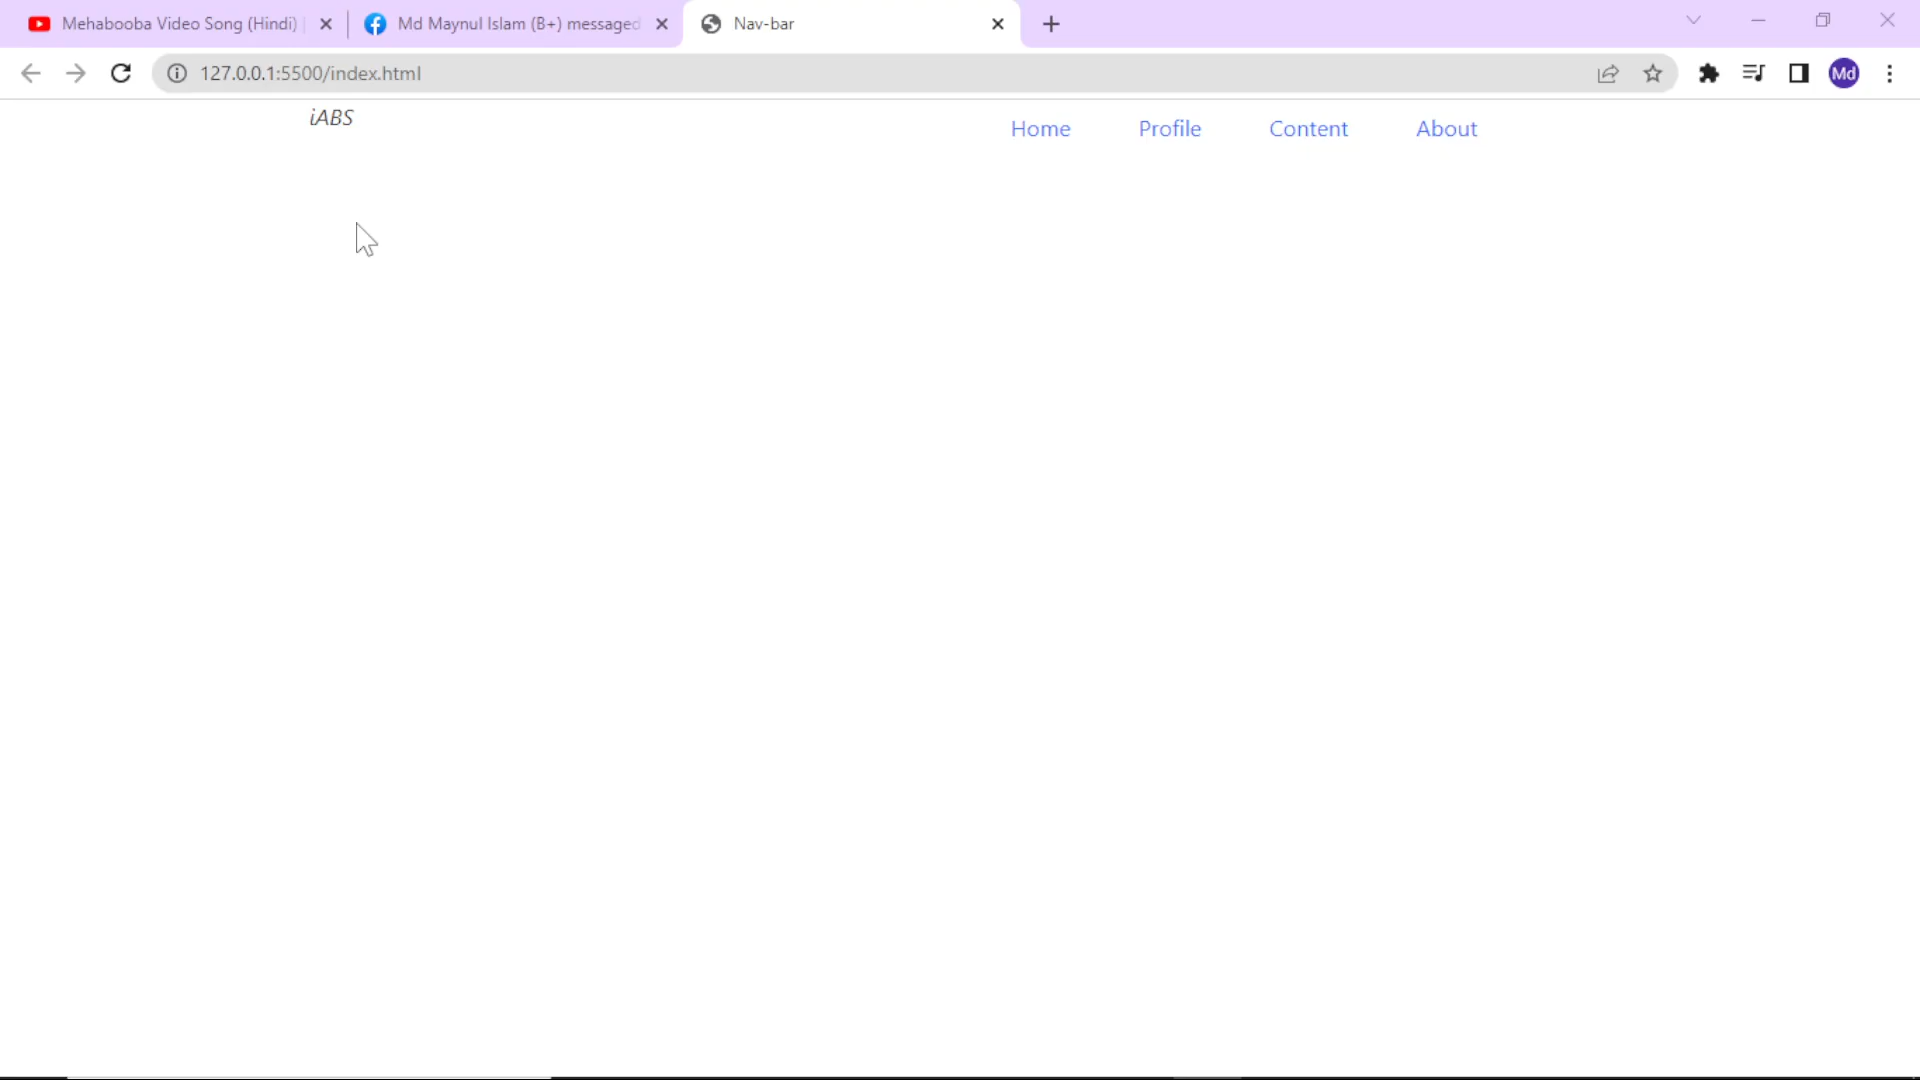 Mehabooba Video Song (Hindi)
Md Maynul Islam (B+) messaged
Nav-bar
127.0.0.1:5500/index.html
Md
iABS
Home Profile Content About